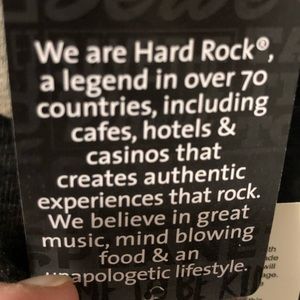 We are Hard Rock®,
a legend in over 70
countries, including
cafes, hotels &
casinos that
creates authentic
experiences that rock.
We believe in great
music, mind blowing
food & an
unapologetic lifestyle.